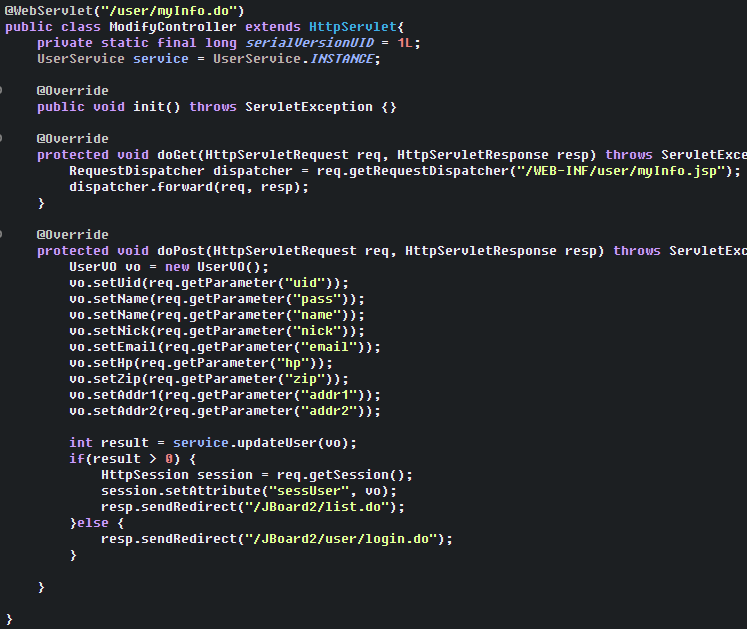 @WebServlet("/user/myInfo.do")
public class ModifyController extends HttpServlet{
    private static final long serialVersionUID = 1L;
    UserService service = UserService.INSTANCE;
    @Override
    public void init() throws ServletException {}
    @Override
    protected void doGet(HttpServletRequest req, HttpServletResponse resp) throws ServletExce
        RequestDispatcher dispatcher = req.getRequestDispatcher("/WEB-INF/user/myInfo.jsp");
        dispatcher.forward(req, resp);
    }
    @Override
    protected void doPost(HttpServletRequest req, HttpServletResponse resp) throws ServletExc
        UserVO vo = new UserVO();
        vo.setUid(req.getParameter("uid"));
        vo.setName(req.getParameter("pass"));
        vo.setName(req.getParameter("name"));
        vo.setNick(req.getParameter("nick"));
        vo.setEmail(req.getParameter("email"));
        vo.setHp(req.getParameter("hp"));
        vo.setZip(req.getParameter("zip"));
        vo.setAddr1(req.getParameter("addr1"));
        vo.setAddr2(req.getParameter("addr2"));
        int result = service.updateUser(vo);
        if(result > 0) {
            HttpSession session = req.getSession();
            session.setAttribute("sessUser", vo);
            resp.sendRedirect("/JBoard2/list.do");
        }else {
            resp.sendRedirect("/JBoard2/user/login.do");
        }
    }
}